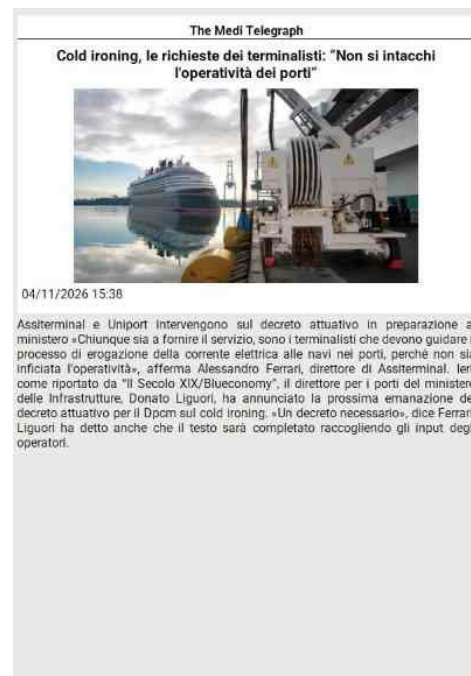 The Medi Telegraph
Cold ironing, le richieste dei terminalisti: “Non si intacchi
l'operatività dei porti”
04/11/2026 15:38
Assiterminal e Uniport intervengono sul decreto attuativo in preparazione a
ministero «Chiunque sia a fornire il servizio, sono i terminalisti che devono guidare i
processo di erogazione della corrente elettrica alle navi nei porti, perché non sia
inficiata l'operatività», afferma Alessandro Ferrari, direttore di Assiterminal. Ieri
come riportato da "Il Secolo XIX/Blueconomy", il direttore per i porti del ministero
delle Infrastrutture, Donato Liguori, ha annunciato la prossima emanazione de
decreto attuativo per il Dpcm sul cold ironing. «Un decreto necessario», dice Ferrari
Liguori ha detto anche che il testo sarà completato raccogliendo gli input degl
operatori.